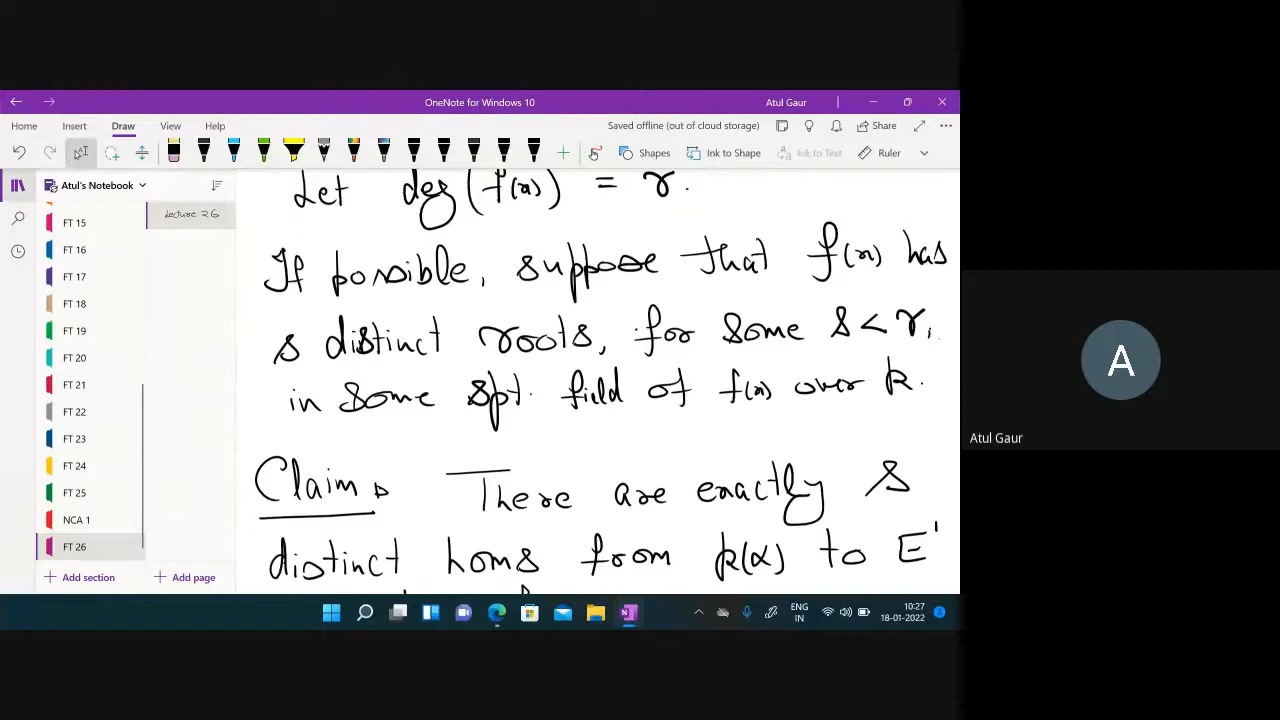 OneNote for Windows 10
Atul Gaur
Home Insert Draw View Help
Saved offline (out of cloud storage)
Share
Shapes
Ink to Shape
Ink to Text
Ruler
Atul's Notebook
Lecture 26
FT 15
FT 16
FT 17
FT 18
FT 19
FT 20
FT 21
FT 22
FT 23
FT 24
FT 25
NCA 1
FT 26
Add section
Add page
Let deg(f(x)) = r.
If possible, suppose that f(x) has
s distinct roots, for some s < r,
in some spt. field of f(x) over k.
Claim There are exactly s
distinct homs from k(α) to E'
A
Atul Gaur
ENG
IN
10:27
18-01-2022
2